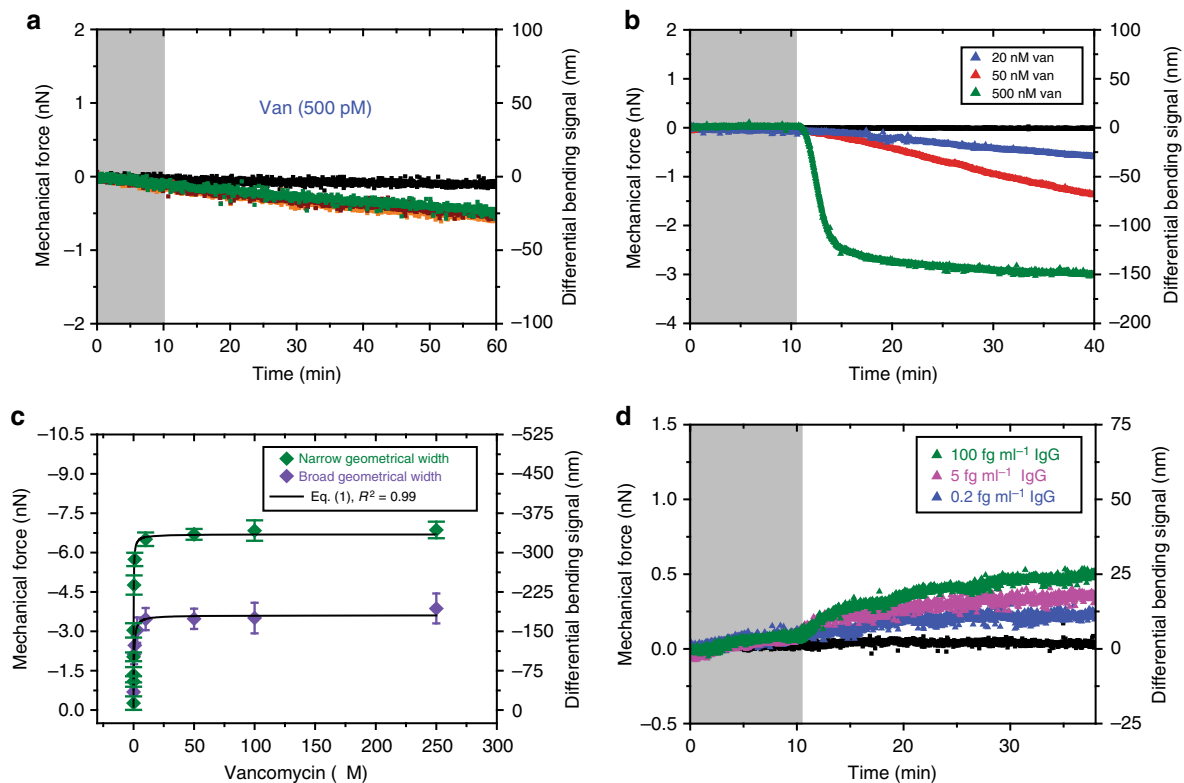 a
2
1
0
–1
–2
Mechanical force (nN)
100
50
0
–50
–100
Differential bending signal (nm)
Van (500 pM)
0 10 20 30 40 50 60
Time (min)
b
2
1
0
–1
–2
–3
–4
Mechanical force (nN)
100
50
0
–50
–100
–150
–200
Differential bending signal (nm)
20 nM van
50 nM van
500 nM van
0 10 20 30 40
Time (min)
c
–10.5
–9.0
–7.5
–6.0
–4.5
–3.0
–1.5
0.0
Mechanical force (nN)
–525
–450
–375
–300
–225
–150
–75
0
Differential bending signal (nm)
Narrow geometrical width
Broad geometrical width
Eq. (1), R² = 0.99
0 50 100 150 200 250 300
Vancomycin ( M)
d
1.5
1.0
0.5
0.0
–0.5
Mechanical force (nN)
75
50
25
0
–25
Differential bending signal (nm)
100 fg ml⁻¹ IgG
5 fg ml⁻¹ IgG
0.2 fg ml⁻¹ IgG
0 10 20 30
Time (min)